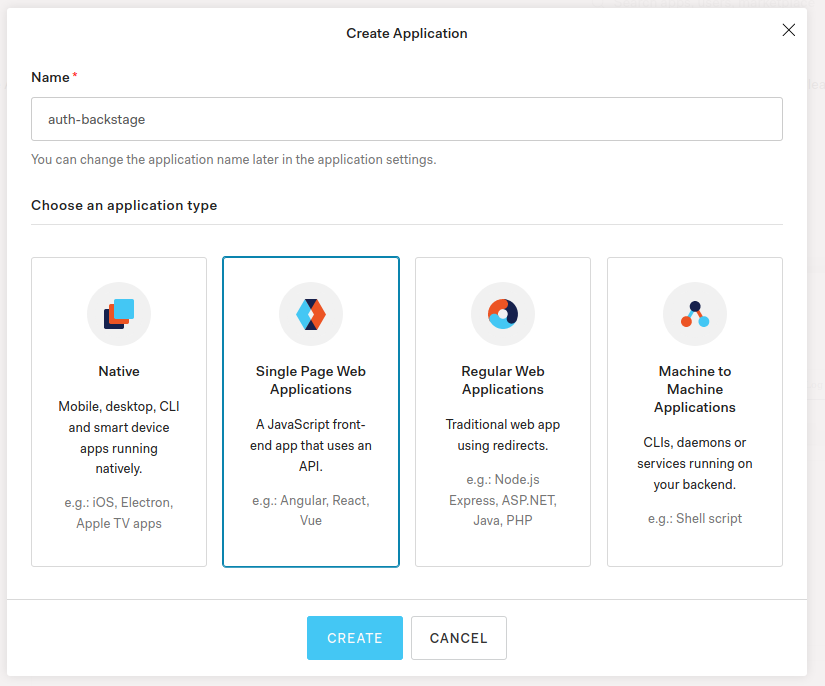 Create Application
Name *
auth-backstage
You can change the application name later in the application settings.
Choose an application type
Native
Mobile, desktop, CLI
and smart device
apps running
natively.
e.g.: iOS, Electron,
Apple TV apps
Single Page Web
Applications
A JavaScript front-
end app that uses an
API.
e.g.: Angular, React,
Vue
Regular Web
Applications
Traditional web app
using redirects.
e.g.: Node.js
Express, ASP.NET,
Java, PHP
Machine to
Machine
Applications
CLIs, daemons or
services running on
your backend.
e.g.: Shell script
CREATE
CANCEL